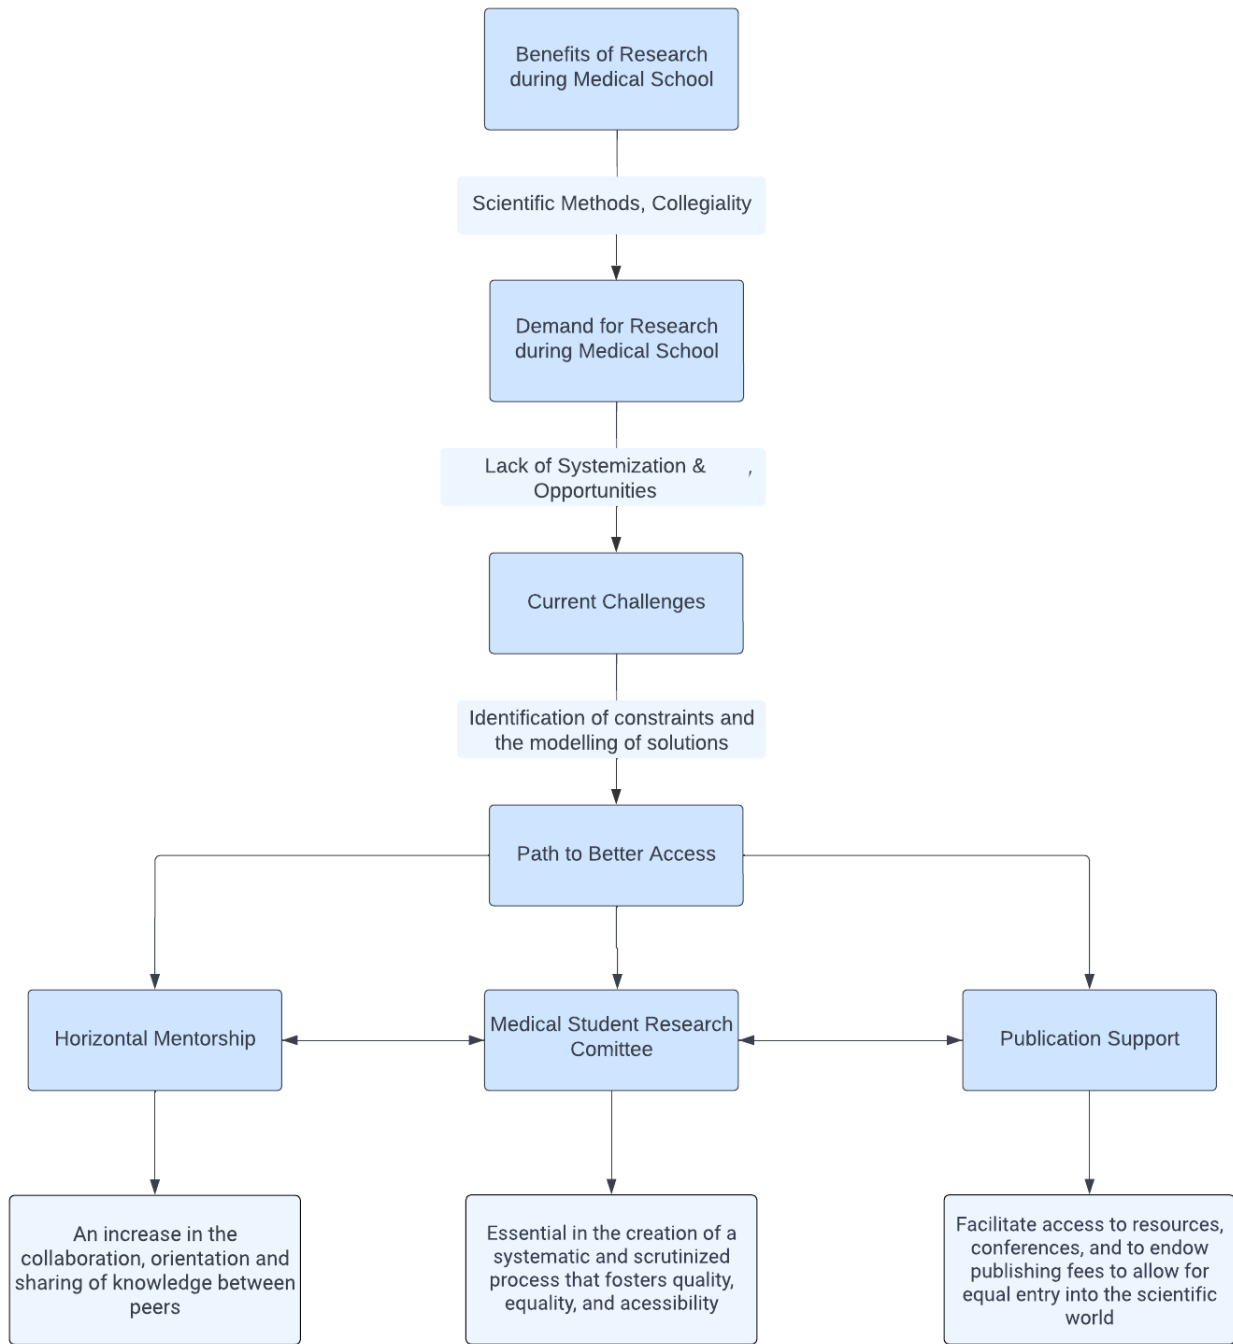 Benefits of Research
during Medical School
Scientific Methods, Collegiality
Demand for Research
during Medical School
Lack of Systemization &
Opportunities
,
Current Challenges
Identification of constraints and
the modelling of solutions
Path to Better Access
Horizontal Mentorship
Medical Student Research
Comittee
Publication Support
An increase in the
collaboration, orientation and
sharing of knowledge between
peers
Essential in the creation of a
systematic and scrutinized
process that fosters quality,
equality, and acessibility
Facilitate access to resources,
conferences, and to endow
publishing fees to allow for
equal entry into the scientific
world